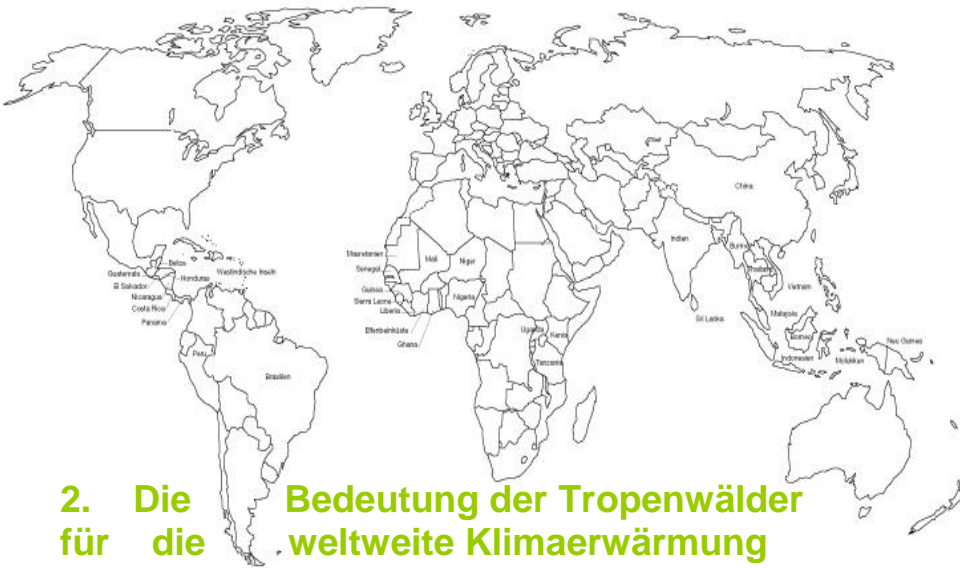 China
Indien
Burma
Mauretanien
Mali
Niger
Belize
Westindische Inseln
Senegal
Thailand
Guatemala
Honduras
El Salvador
Vietnam
Guinea
Nicaragua
Nigeria
Sierra Leone
Costa Rica
Liberia
Malaysia
Sri Lanka
Panama
Elfenbeinküste
Uganda
Kenia
Borneo
Neu Guinea
Ghana
Peru
Indonesien
Molukken
Tanzania
Brasilien
2. Die Bedeutung der Tropenwälder
für die weltweite Klimaerwärmung